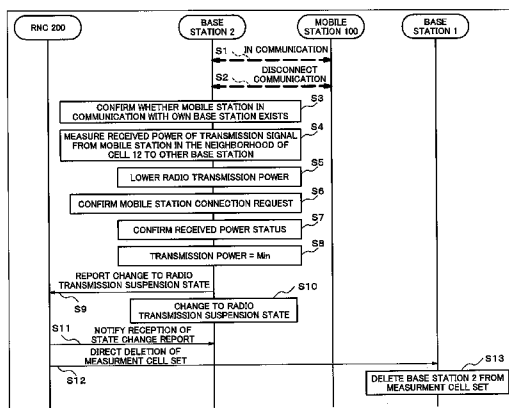 RNC 200
BASE
STATION 2
MOBILE
STATION 100
BASE
STATION 1
S1
IN COMMUNICATION
S2
DISCONNECT
COMMUNICATION
S3
CONFIRM WHETHER MOBILE STATION IN
COMMUNICATION WITH OWN BASE STATION EXISTS
S4
MEASURE RECEIVED POWER OF TRANSMISSION SIGNAL
FROM MOBILE STATION IN THE NEIGHBORHOOD OF
CELL 12 TO OTHER BASE STATION
S5
LOWER RADIO TRANSMISSION POWER
S6
CONFIRM MOBILE STATION CONNECTION REQUEST
S7
CONFIRM RECEIVED POWER STATUS
S8
TRANSMISSION POWER = Min
REPORT CHANGE TO RADIO
TRANSMISSION SUSPENSION STATE
S9
S10
CHANGE TO RADIO
TRANSMISSION SUSPENSION STATE
S11
NOTIFY RECEPTION OF
STATE CHANGE REPORT
DIRECT DELETION OF
MEASURMENT CELL SET
S12
S13
DELETE BASE STATION 2 FROM
MEASURMENT CELL SET